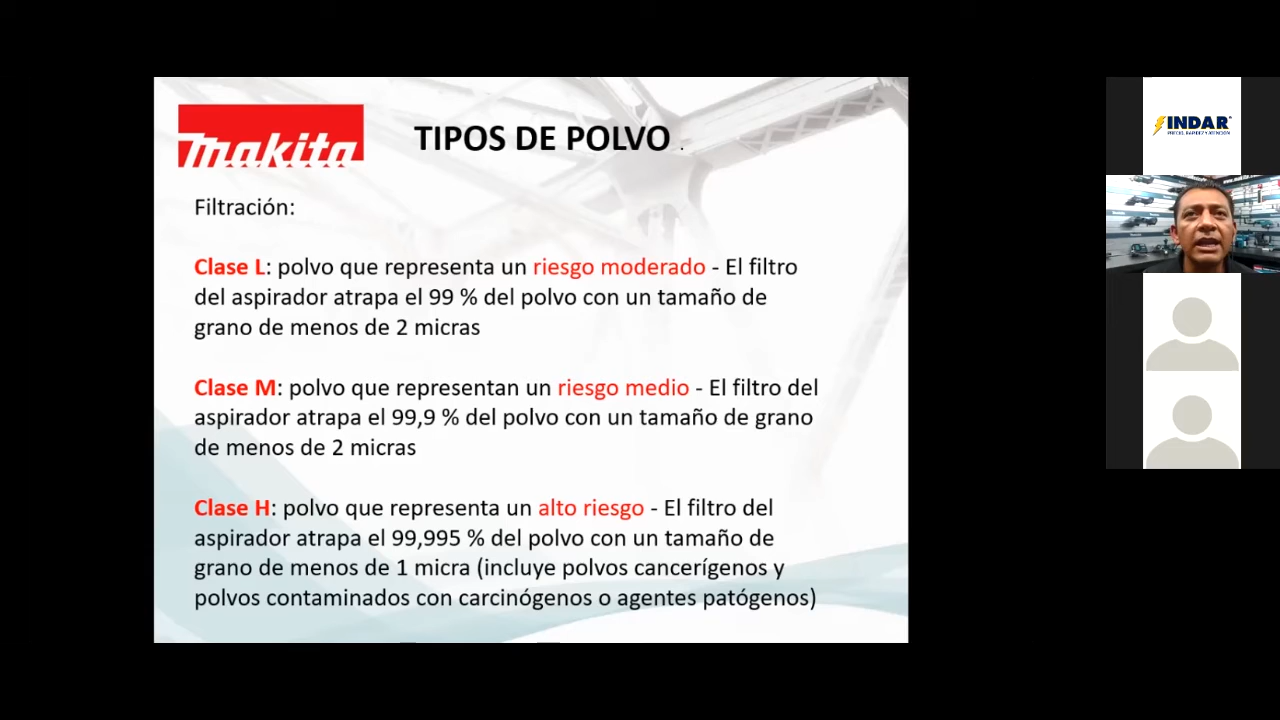 makita
TIPOS DE POLVO .
Filtración:
Clase L: polvo que representa un riesgo moderado - El filtro
del aspirador atrapa el 99 % del polvo con un tamaño de
grano de menos de 2 micras
Clase M: polvo que representan un riesgo medio - El filtro del
aspirador atrapa el 99,9 % del polvo con un tamaño de grano
de menos de 2 micras
Clase H: polvo que representa un alto riesgo - El filtro del
aspirador atrapa el 99,995 % del polvo con un tamaño de
grano de menos de 1 micra (incluye polvos cancerígenos y
polvos contaminados con carcinógenos o agentes patógenos)
INDAR
PRECIO, RAPIDEZ Y ATENCIÓN